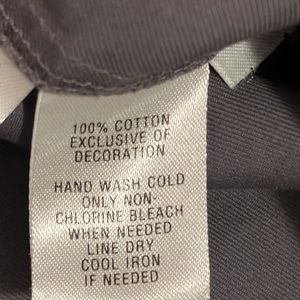 100% COTTON
EXCLUSIVE OF
DECORATION
HAND WASH COLD
ONLY NON-
CHLORINE BLEACH
WHEN NEEDED
LINE DRY
COOL IRON
IF NEEDED